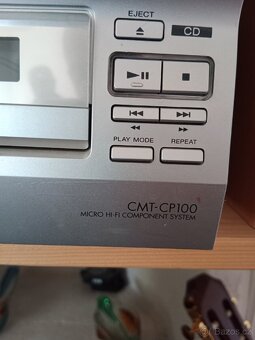 EJECT
CD
PLAY MODE
REPEAT
CMT-CP100
MICRO HI-FI COMPONENT SYSTEM
Bazos.cz